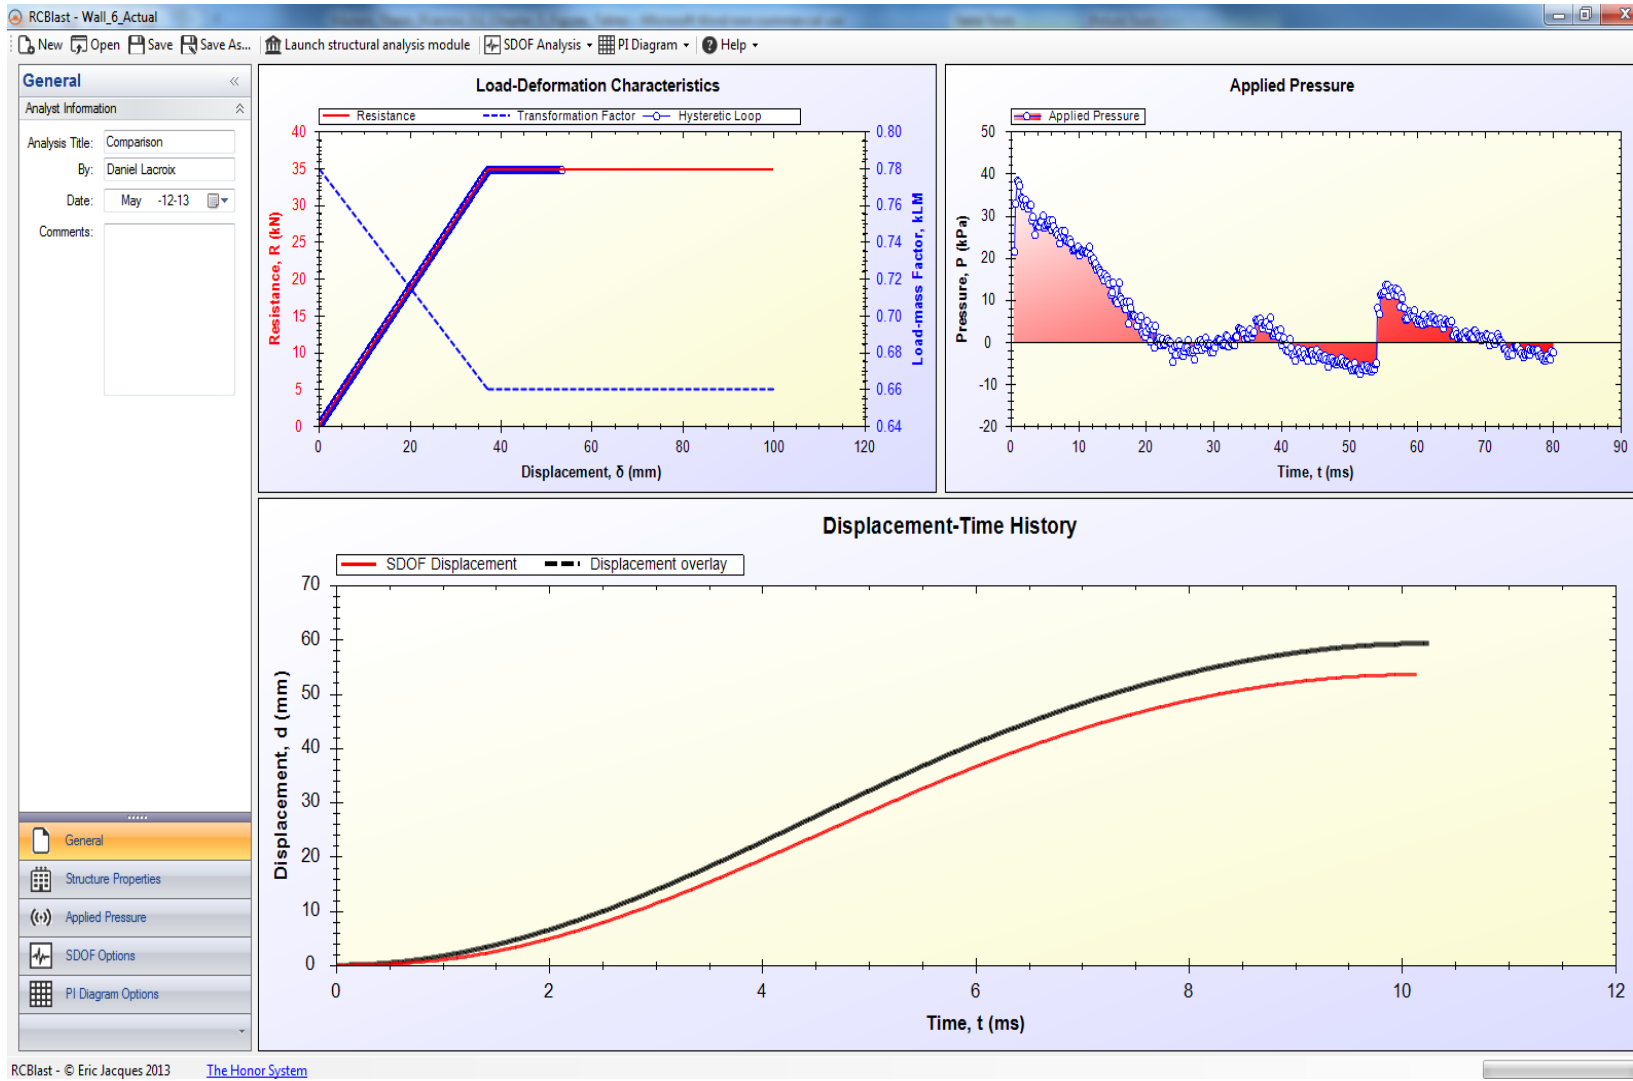 RCBlast - Wall_6_Actual
New Open Save Save As... Launch structural analysis module SDOF Analysis PI Diagram Help
General
Analyst Information
Analysis Title: Comparison
By: Daniel Lacroix
Date: May -12-13
Comments:
General
Structure Properties
Applied Pressure
SDOF Options
PI Diagram Options
Load-Deformation Characteristics
Resistance Transformation Factor Hysteretic Loop
40
35
30
25
20
15
10
5
0
Resistance, R (kN)
0.80
0.78
0.76
0.74
0.72
0.70
0.68
0.66
0.64
Load-mass Factor, kLM
0 20 40 60 80 100 120
Displacement, δ (mm)
Applied Pressure
Applied Pressure
50
40
30
20
10
0
-10
-20
Pressure, P (kPa)
0 10 20 30 40 50 60 70 80 90
Time, t (ms)
Displacement-Time History
SDOF Displacement Displacement overlay
70
60
50
40
30
20
10
0
Displacement, d (mm)
0 2 4 6 8 10 12
Time, t (ms)
RCBlast - © Eric Jacques 2013 The Honor System